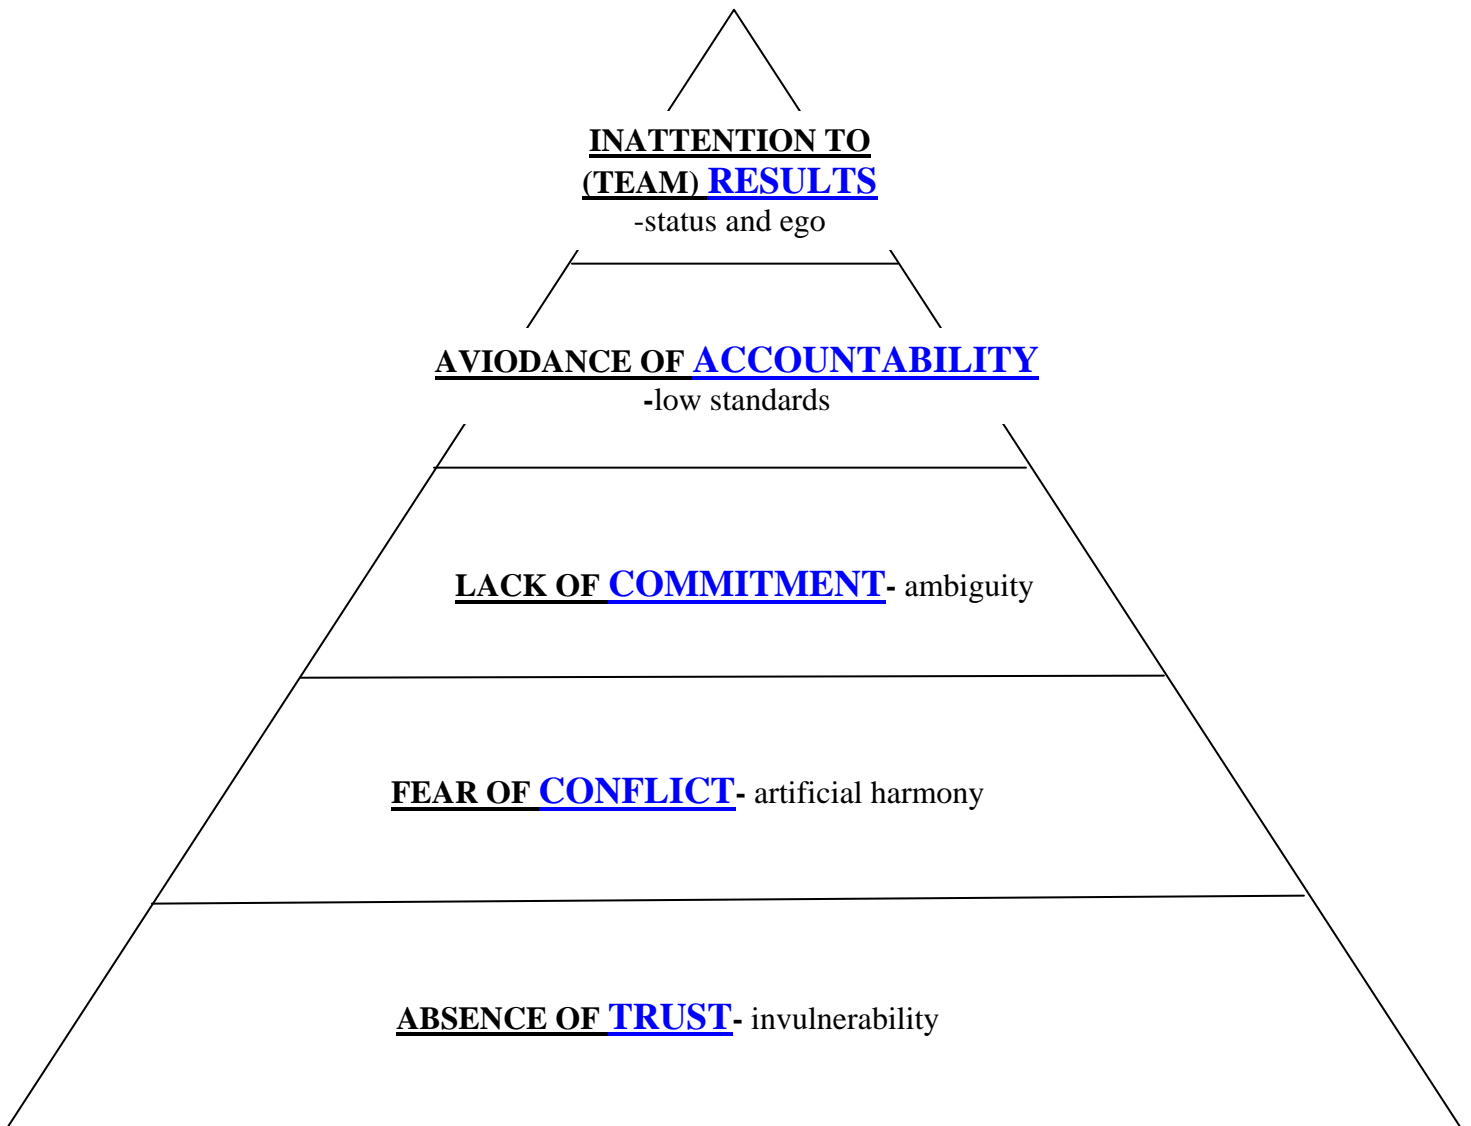 INATTENTION TO
(TEAM) RESULTS
-status and ego
AVIODANCE OF ACCOUNTABILITY
-low standards
LACK OF COMMITMENT- ambiguity
FEAR OF CONFLICT- artificial harmony
ABSENCE OF TRUST- invulnerability